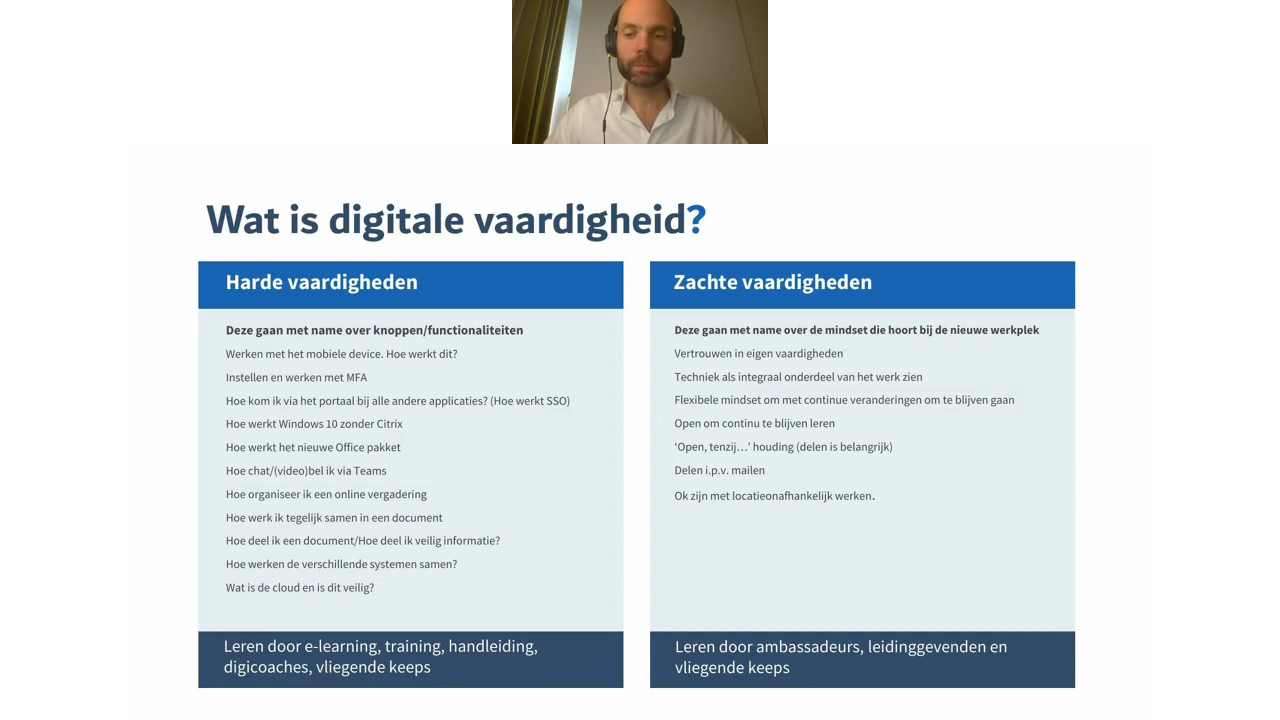 Wat is digitale vaardigheid?
Harde vaardigheden
Deze gaan met name over knoppen/functionaliteiten
Werken met het mobiele device. Hoe werkt dit?
Instellen en werken met MFA
Hoe kom ik via het portaal bij alle andere applicaties? (Hoe werkt SSO)
Hoe werkt Windows 10 zonder Citrix
Hoe werkt het nieuwe Office pakket
Hoe chat/(video)bel ik via Teams
Hoe organiseer ik een online vergadering
Hoe werk ik tegelijk samen in een document
Hoe deel ik een document/Hoe deel ik veilig informatie?
Hoe werken de verschillende systemen samen?
Wat is de cloud en is dit veilig?
Leren door e-learning, training, handleiding,
digicoaches, vliegende keeps
Zachte vaardigheden
Deze gaan met name over de mindset die hoort bij de nieuwe werkplek
Vertrouwen in eigen vaardigheden
Techniek als integraal onderdeel van het werk zien
Flexibele mindset om met continue veranderingen om te blijven gaan
Open om continu te blijven leren
‘Open, tenzij…’ houding (delen is belangrijk)
Delen i.p.v. mailen
Ok zijn met locatieonafhankelijk werken.
Leren door ambassadeurs, leidinggevenden en
vliegende keeps